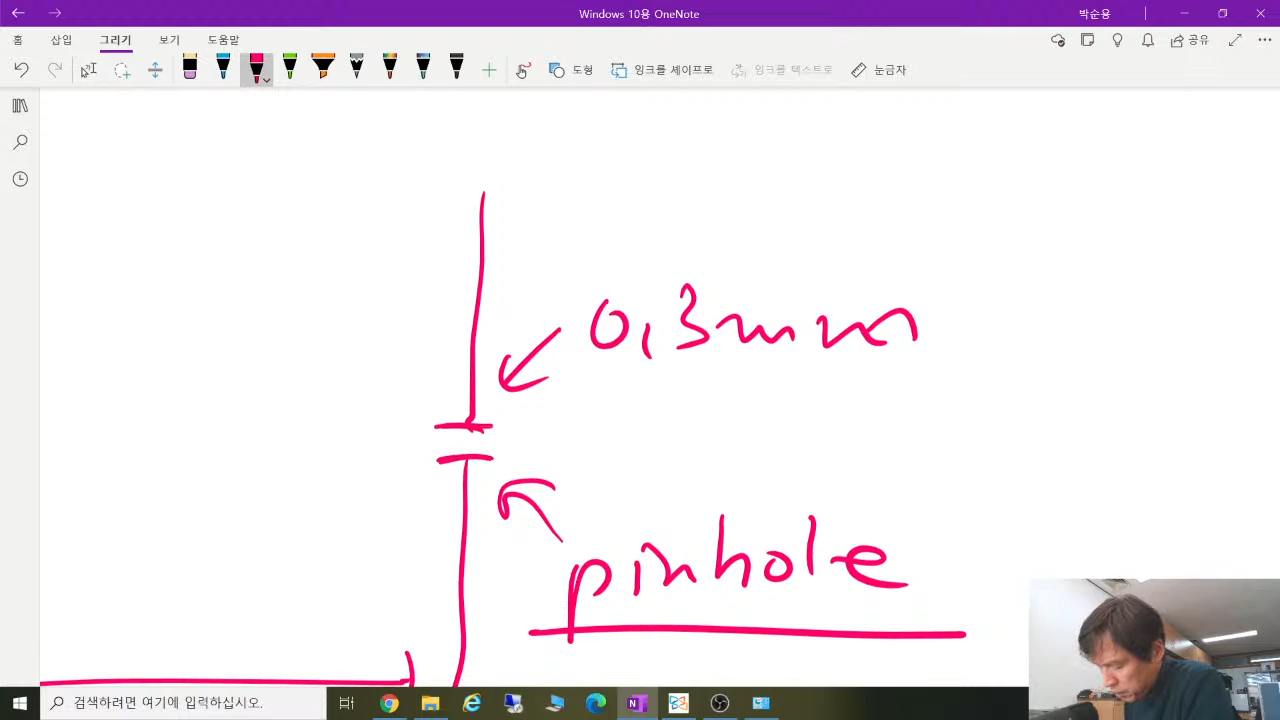 Windows 10용 OneNote
박순용
홈 삽입 그리기 보기 도움말
공유
도형 잉크를 셰이프로 잉크를 텍스트로 눈금자
0,3mm
pinhole
검색하려면 여기에 입력하십시오.